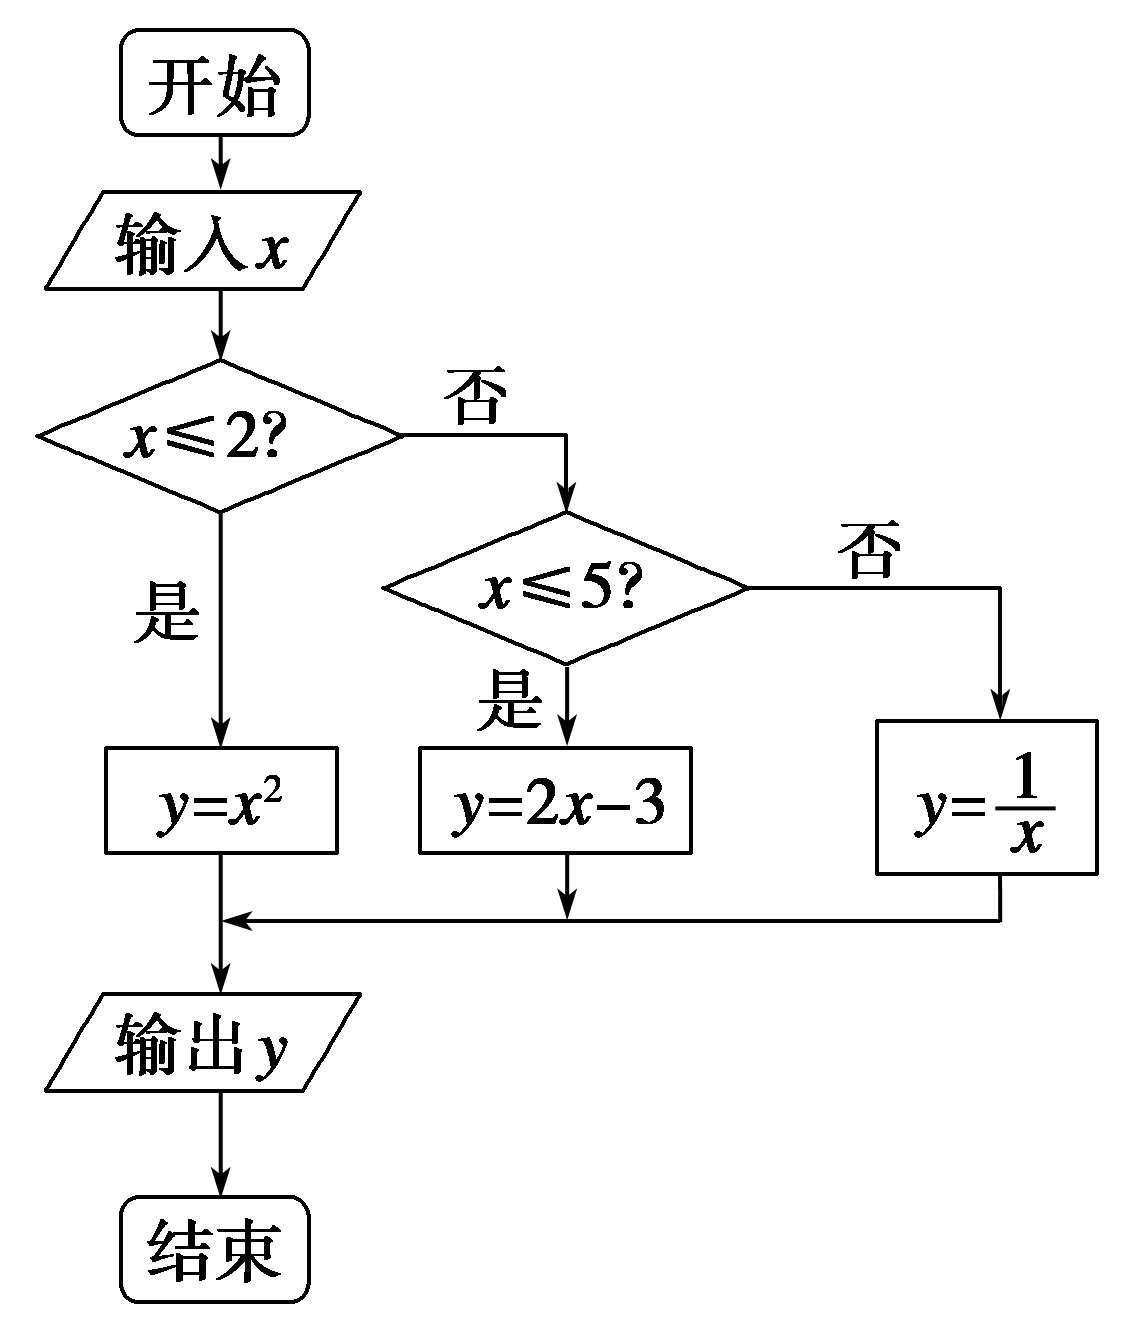 开始
输入x
x≤2?
否
x≤5?
否
是
是
y=x²
y=2x-3
y=1/x
输出y
结束